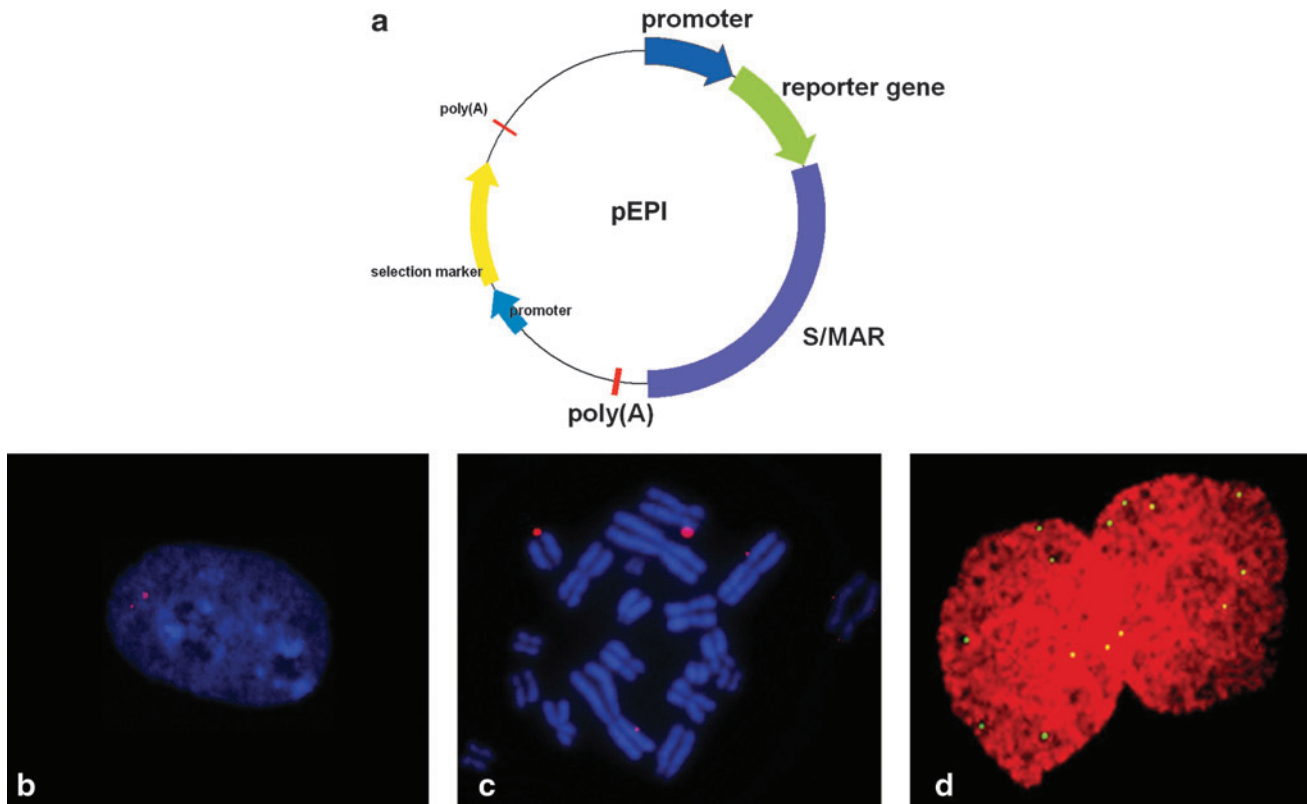 a
promoter
reporter gene
poly(A)
pEPI
selection marker
promoter
S/MAR
poly(A)
b
c
d